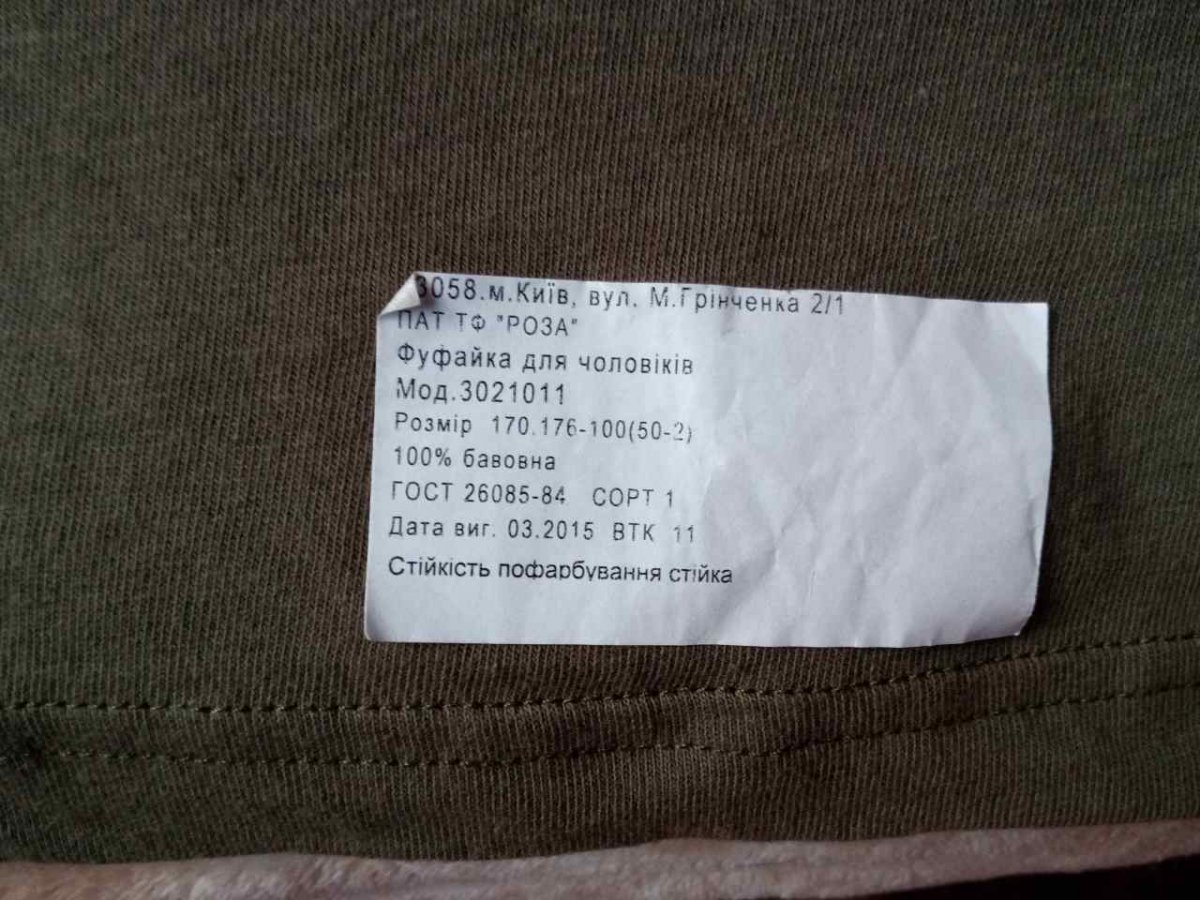 3058.м.Київ, вул. М.Грінченка 2/1
ПАТ ТФ "РОЗА"
Фуфайка для чоловіків
Мод.3021011
Розмір 170.176-100(50-2)
100% бавовна
ГОСТ 26085-84 СОРТ 1
Дата виг. 03.2015 ВТК 11
Стійкість пофарбування стійка